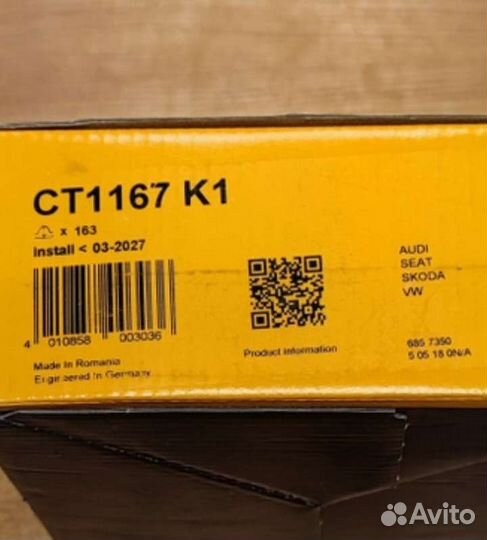 CT1167 K1
x 163
Install < 03-2027
4 010858 003036
Made in Romania
Engineered in Germany
Product information
AUDI
SEAT
SKODA
VW
685 7350
5 05 18 0N/A
Avito